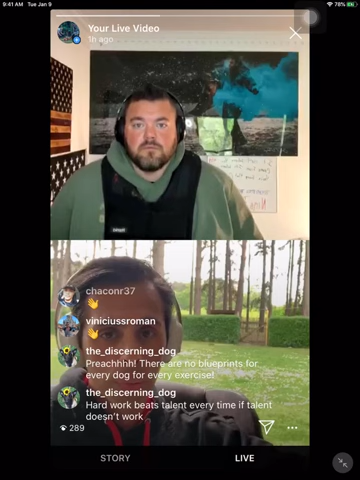 9:41 AM Tue Jan 9
78%
Your Live Video
1h ago
chaconr37
👋
viniciussroman
👋
the_discerning_dog
Preachhhh! There are no blueprints for
every dog for every exercise!
the_discerning_dog
Hard work beats talent every time if talent
doesn't work
289
STORY
LIVE